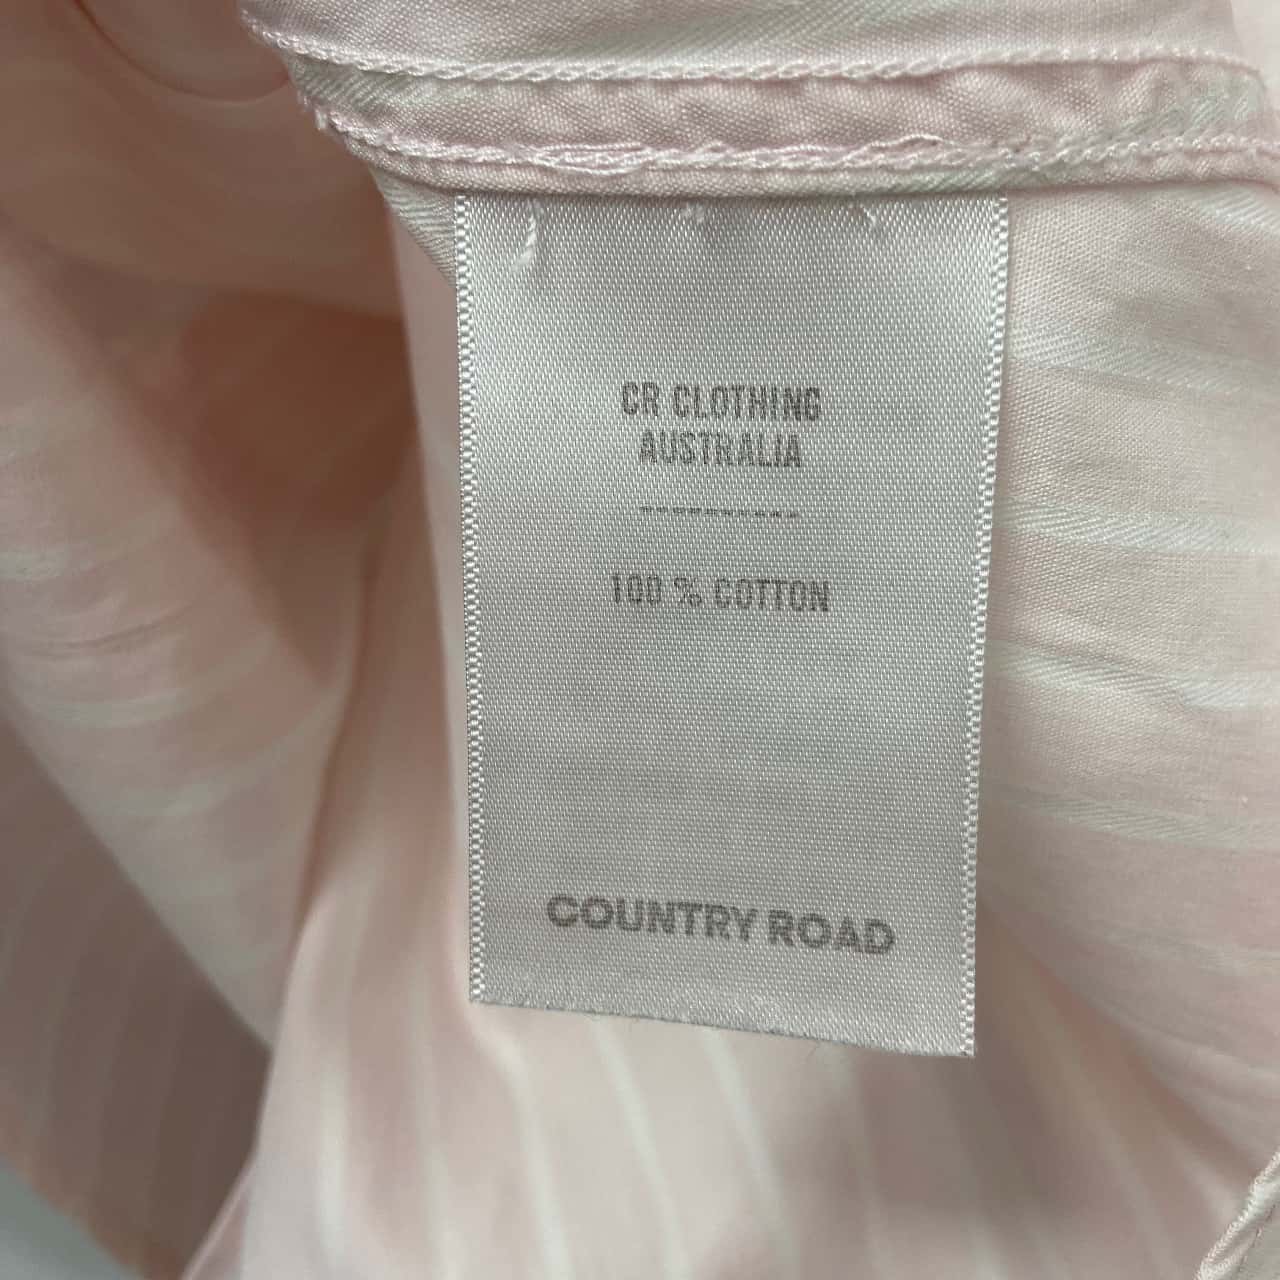 CR CLOTHING
AUSTRALIA
-----------
100 % COTTON
COUNTRY ROAD